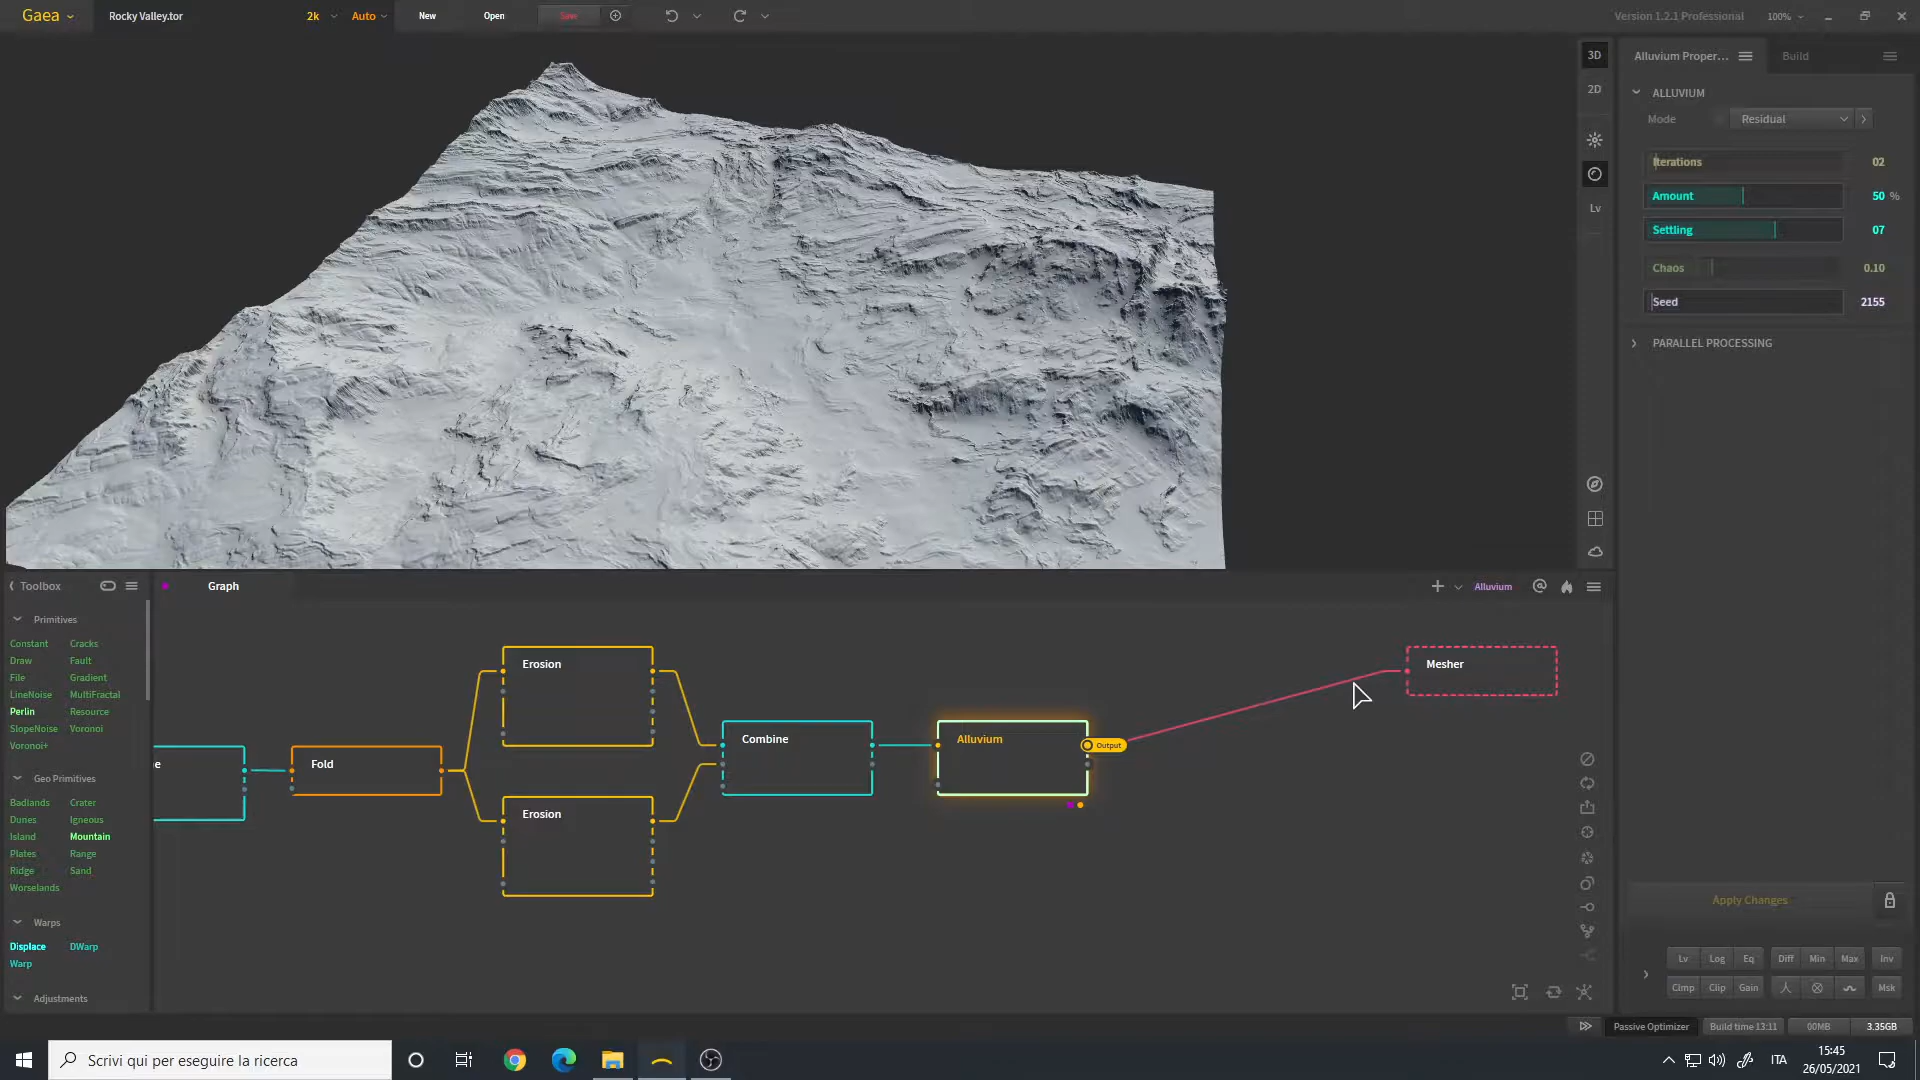 Gaea
Rocky Valley.tor
2k
Auto
New
Open
Save
Version 1.2.1 Professional
100%
3D
2D
Lv
Alluvium Proper...
Build
ALLUVIUM
Mode
Residual
Iterations
02
Amount
50 %
Settling
07
Chaos
0.10
Seed
2155
PARALLEL PROCESSING
Toolbox
Graph
Alluvium
Primitives
Constant Cracks
Draw Fault
File Gradient
LineNoise MultiFractal
Perlin Resource
SlopeNoise Voronoi
Voronoi+
Geo Primitives
Badlands Crater
Dunes Igneous
Island Mountain
Plates Range
Ridge Sand
Worselands
Warps
Displace DWarp
Warp
Adjustments
e
Fold
Erosion
Erosion
Combine
Alluvium
Output
Mesher
Apply Changes
Lv Log Eq Diff Min Max Inv
Clmp Clip Gain Msk
Passive Optimizer
Build time 13:11
00MB
3.35GB
Scrivi qui per eseguire la ricerca
ITA
15:45
26/05/2021